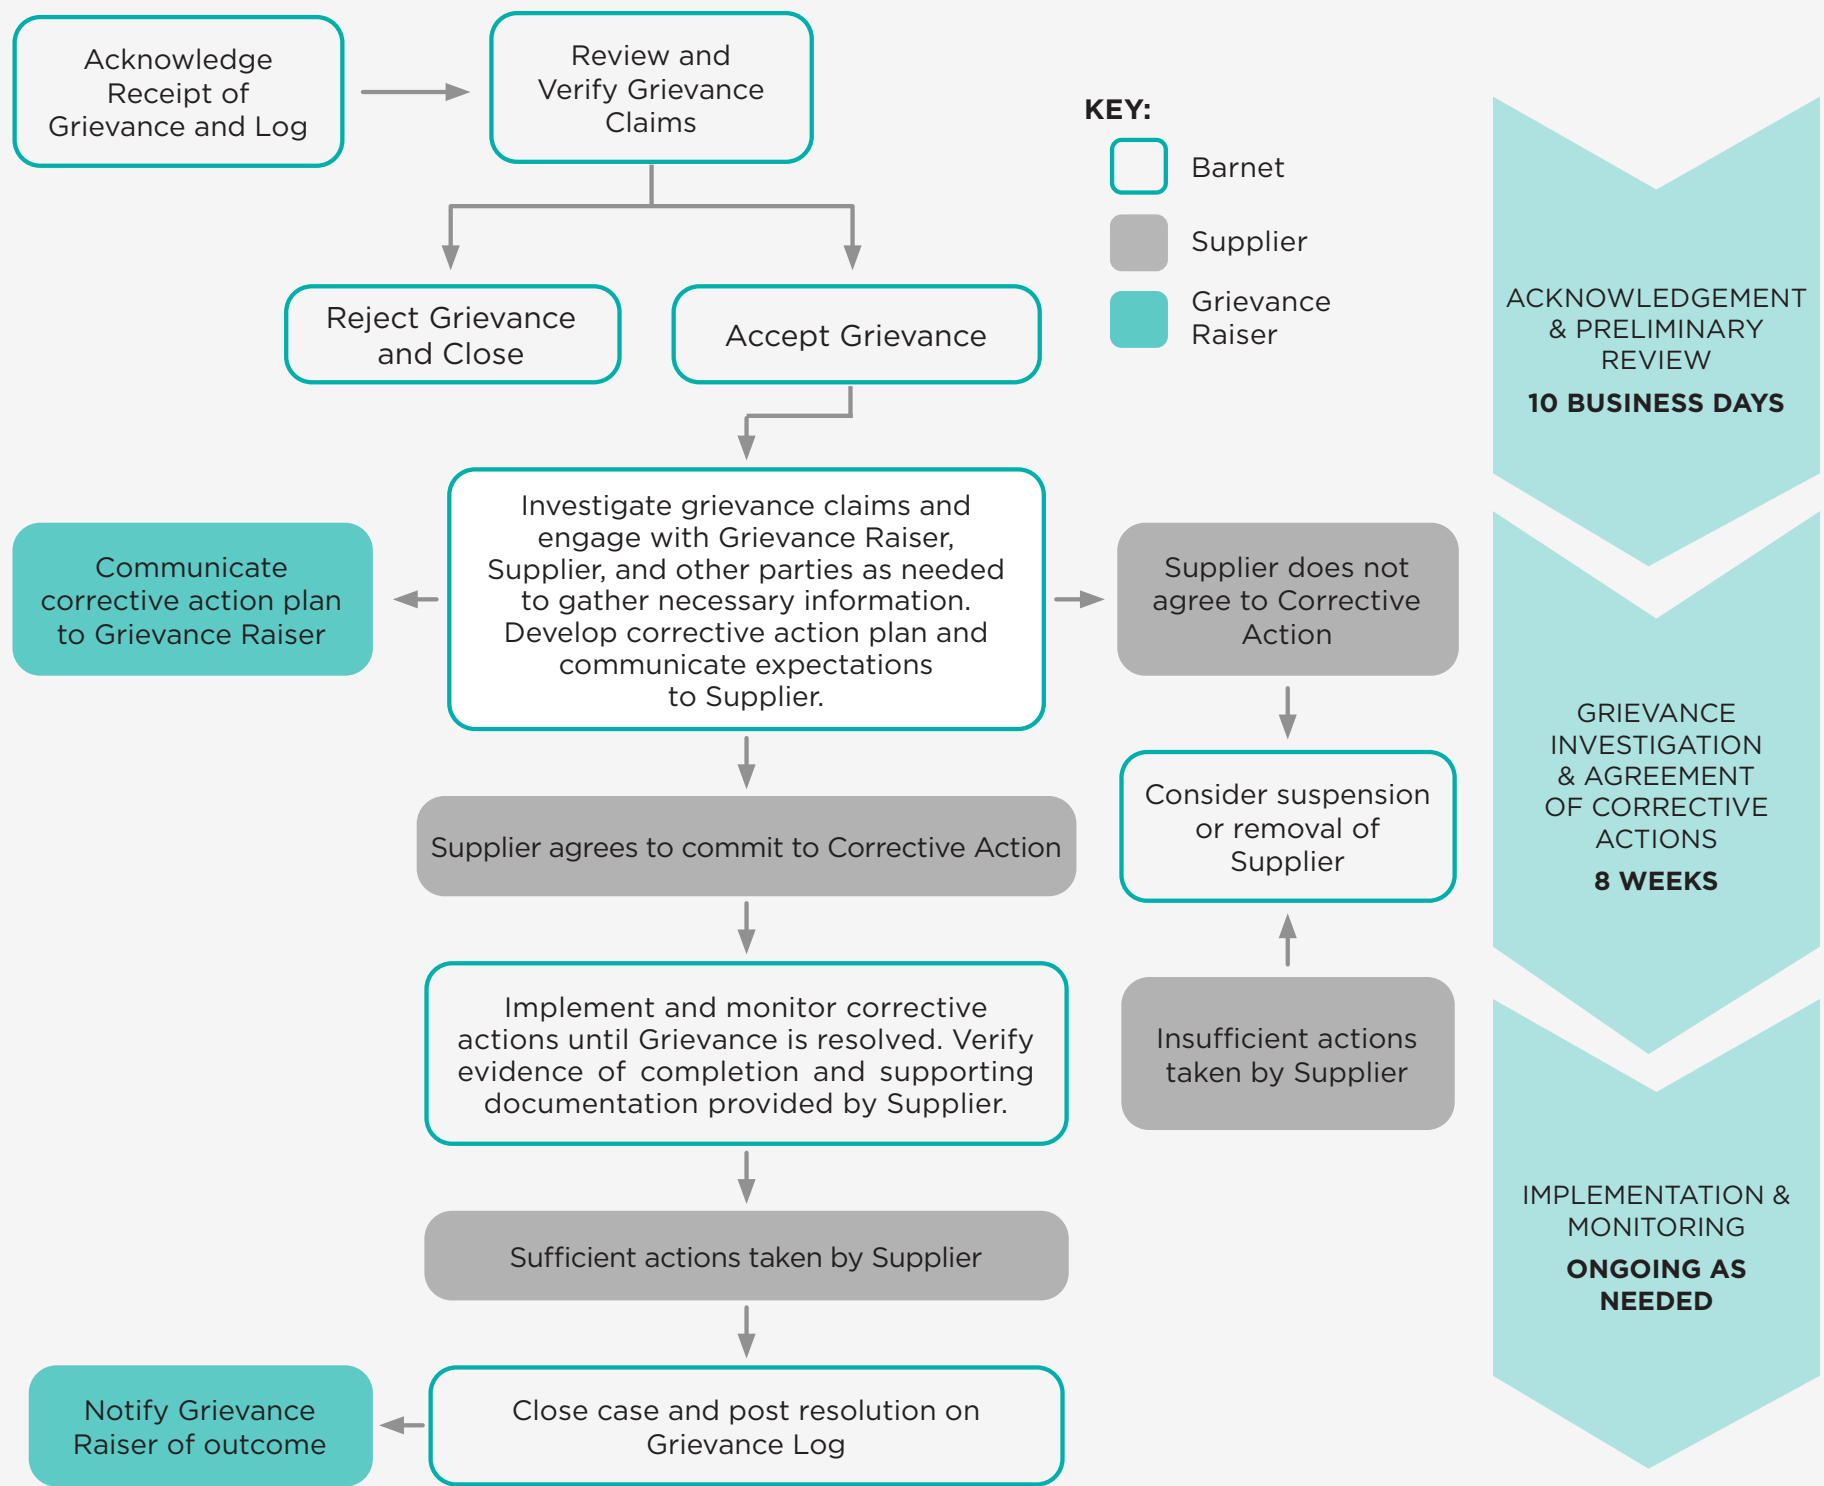 Acknowledge
Receipt of
Grievance and Log
Review and
Verify Grievance
Claims
Reject Grievance
and Close
Accept Grievance
KEY:
Barnet
Supplier
Grievance
Raiser
Communicate
corrective action plan
to Grievance Raiser
Investigate grievance claims and
engage with Grievance Raiser,
Supplier, and other parties as needed
to gather necessary information.
Develop corrective action plan and
communicate expectations
to Supplier.
Supplier does not
agree to Corrective
Action
Consider suspension
or removal of
Supplier
Supplier agrees to commit to Corrective Action
Implement and monitor corrective
actions until Grievance is resolved. Verify
evidence of completion and supporting
documentation provided by Supplier.
Insufficient actions
taken by Supplier
Sufficient actions taken by Supplier
Notify Grievance
Raiser of outcome
Close case and post resolution on
Grievance Log
ACKNOWLEDGEMENT
& PRELIMINARY
REVIEW
10 BUSINESS DAYS
GRIEVANCE
INVESTIGATION
& AGREEMENT
OF CORRECTIVE
ACTIONS
8 WEEKS
IMPLEMENTATION &
MONITORING
ONGOING AS
NEEDED